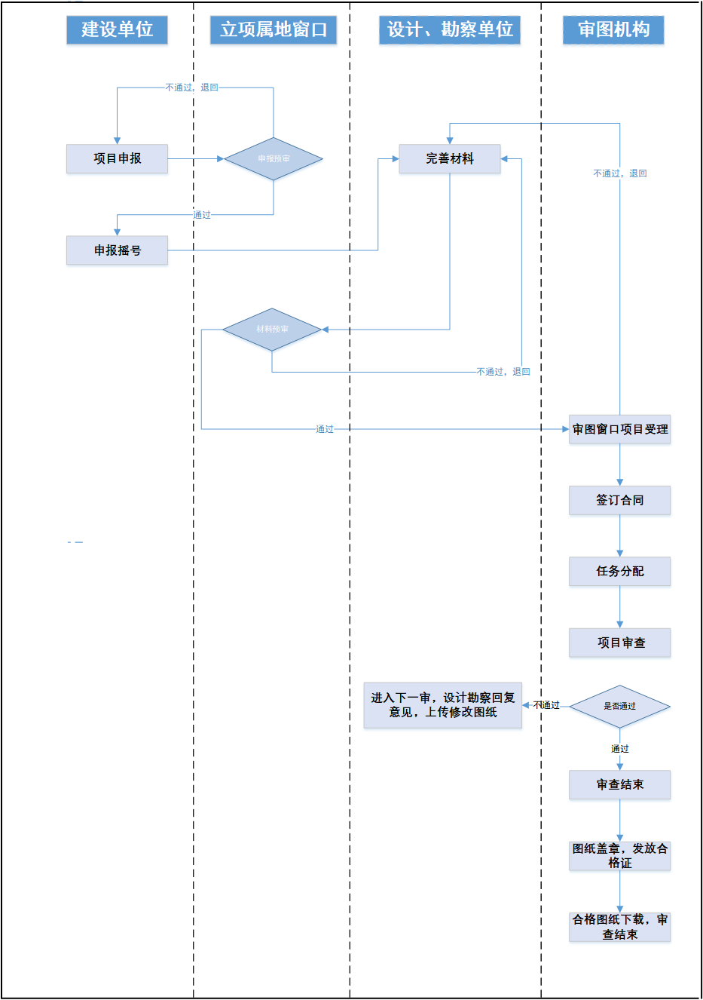 建设单位
立项属地窗口
设计、勘察单位
审图机构
不通过，退回
项目申报
申报预审
完善材料
不通过，退回
通过
申报摇号
材料预审
不通过，退回
通过
审图窗口项目受理
签订合同
任务分配
项目审查
进入下一审，设计勘察回复
意见，上传修改图纸
不通过
是否通过
通过
审查结束
图纸盖章，发放合
格证
合格图纸下载，审
查结束